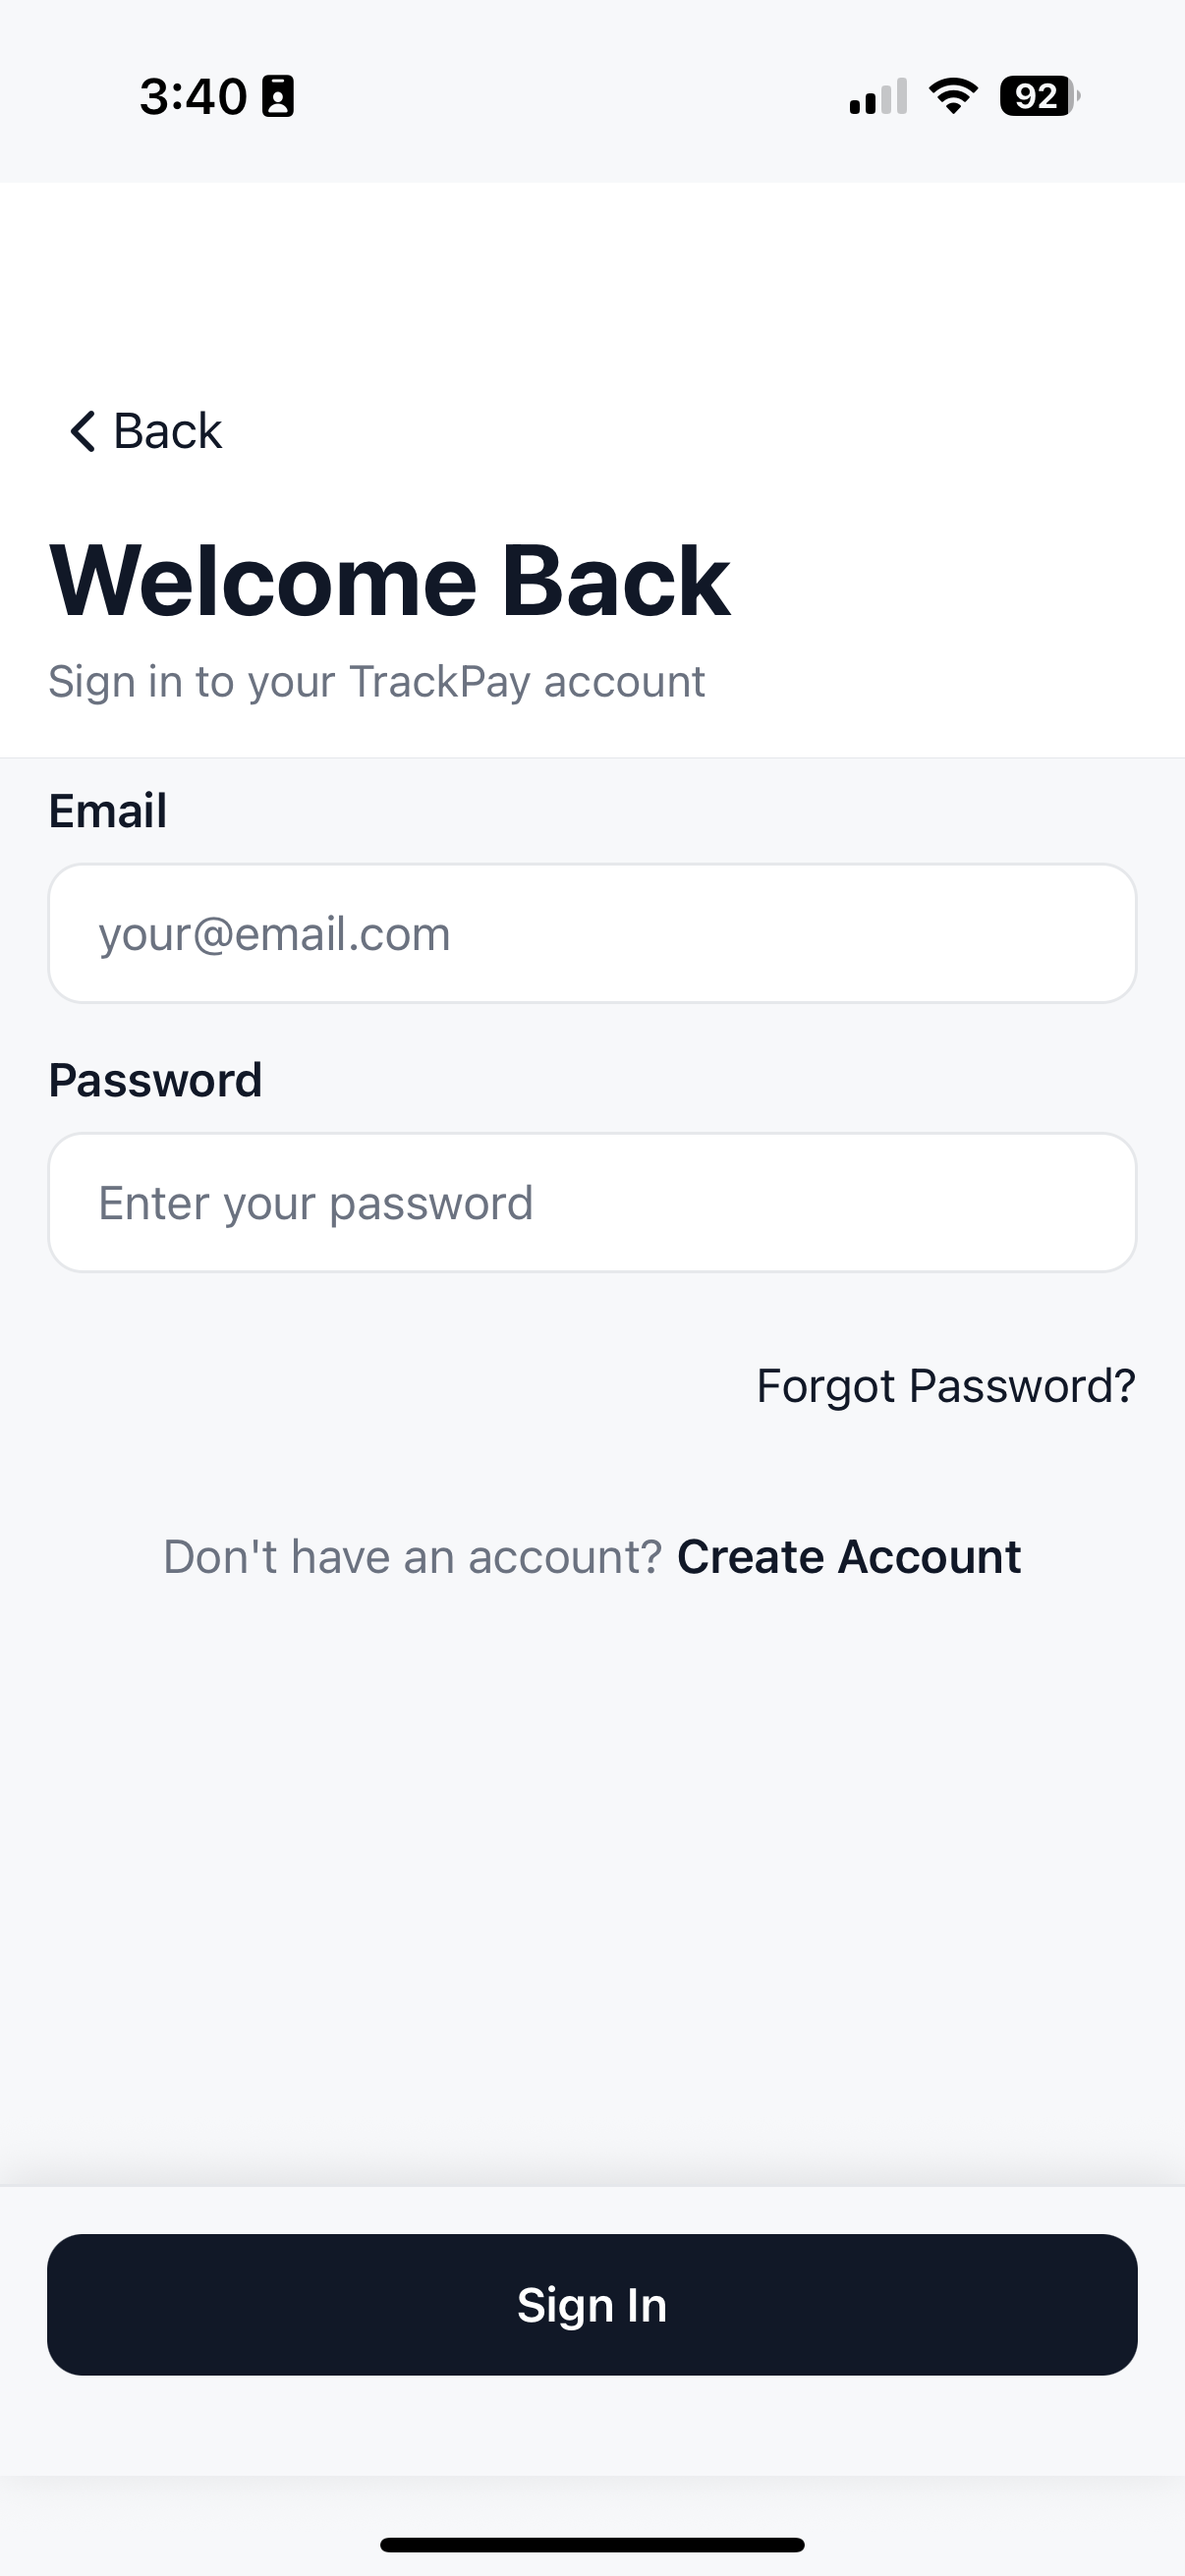 3:40
92
Back
Welcome Back
Sign in to your TrackPay account
Email
your@email.com
Password
Enter your password
Forgot Password?
Don't have an account? Create Account
Sign In